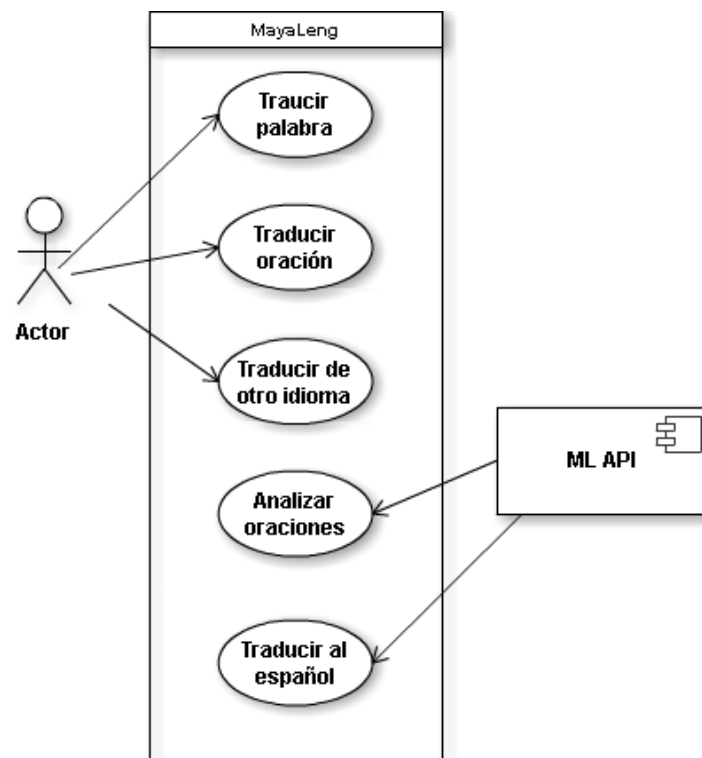 MayaLeng
Traucir
palabra
Traducir
oración
Actor
Traducir de
otro idioma
ML API
Analizar
oraciones
Traducir al
español